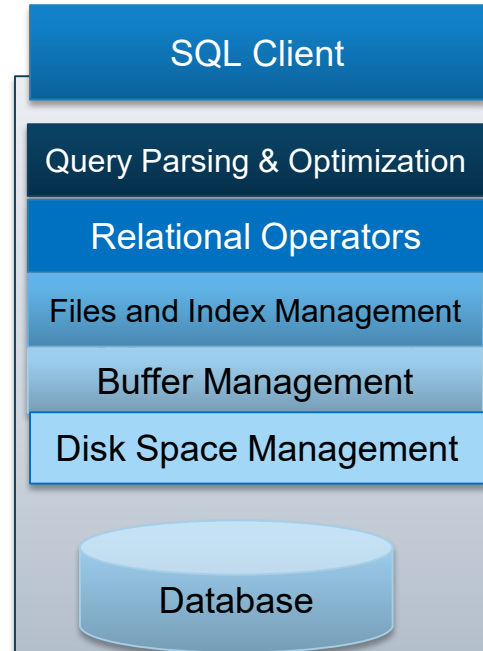 SQL Client
Query Parsing & Optimization
Relational Operators
Files and Index Management
Buffer Management
Disk Space Management
Database